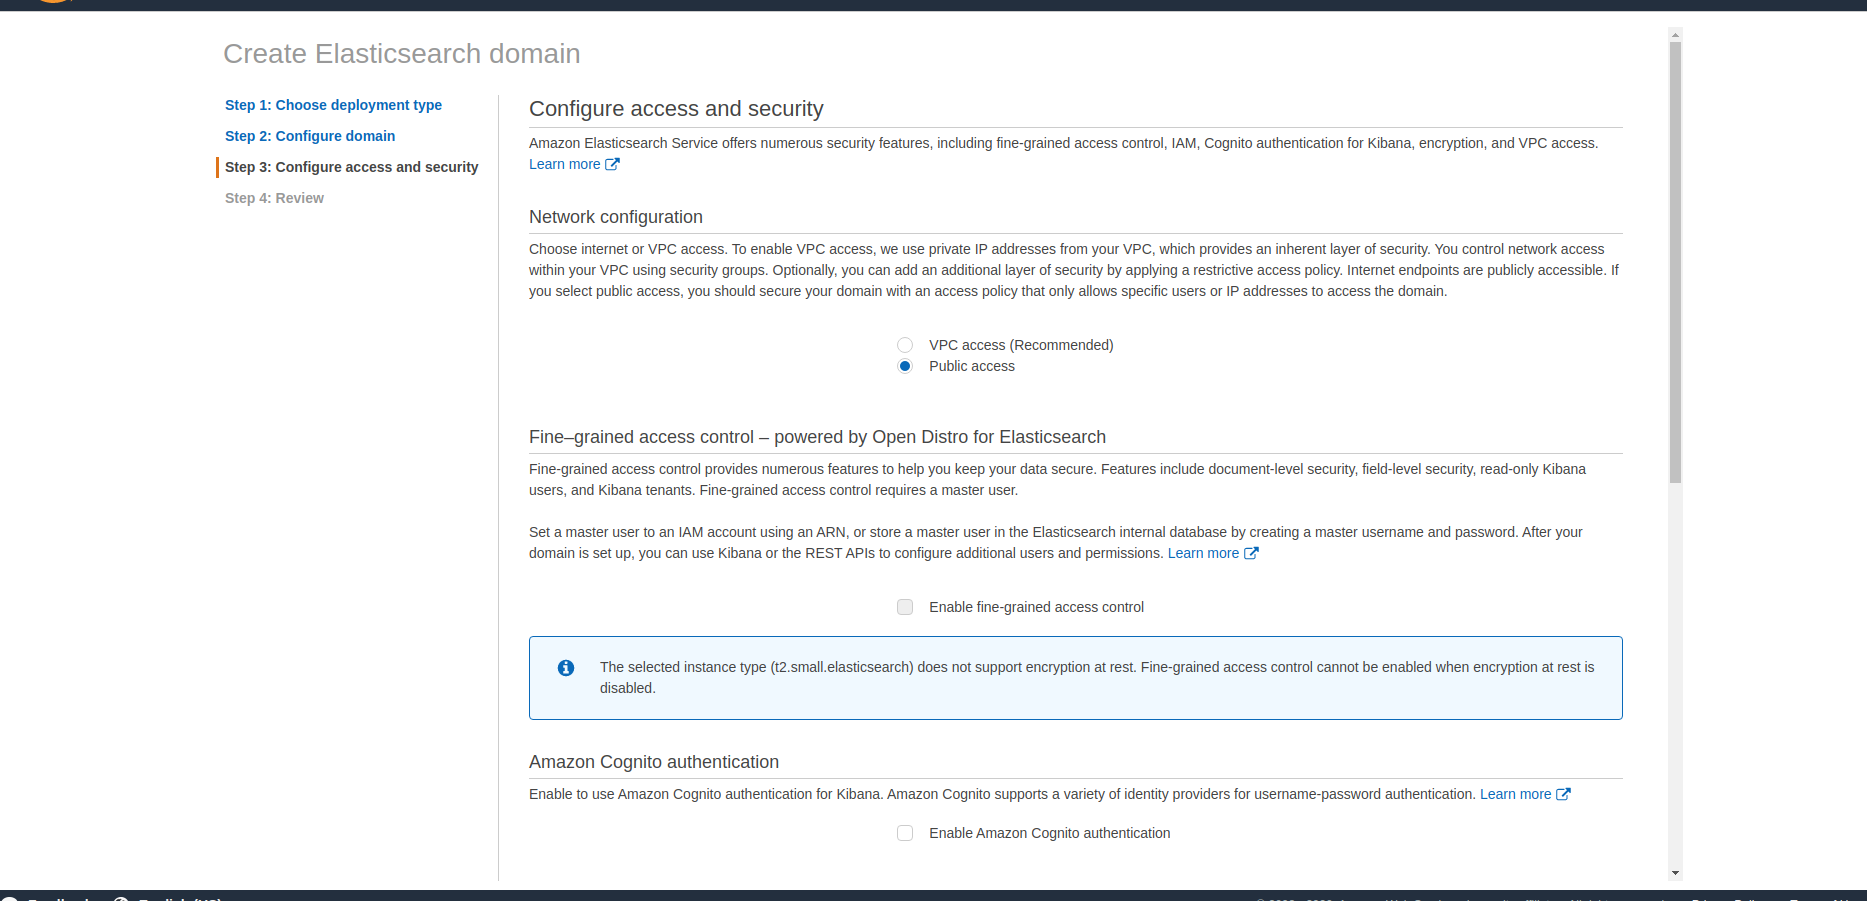 Create Elasticsearch domain
Step 1: Choose deployment type
Step 2: Configure domain
Step 3: Configure access and security
Step 4: Review
Configure access and security
Amazon Elasticsearch Service offers numerous security features, including fine-grained access control, IAM, Cognito authentication for Kibana, encryption, and VPC access.
Learn more
Network configuration
Choose internet or VPC access. To enable VPC access, we use private IP addresses from your VPC, which provides an inherent layer of security. You control network access
within your VPC using security groups. Optionally, you can add an additional layer of security by applying a restrictive access policy. Internet endpoints are publicly accessible. If
you select public access, you should secure your domain with an access policy that only allows specific users or IP addresses to access the domain.
VPC access (Recommended)
Public access
Fine–grained access control – powered by Open Distro for Elasticsearch
Fine-grained access control provides numerous features to help you keep your data secure. Features include document-level security, field-level security, read-only Kibana
users, and Kibana tenants. Fine-grained access control requires a master user.
Set a master user to an IAM account using an ARN, or store a master user in the Elasticsearch internal database by creating a master username and password. After your
domain is set up, you can use Kibana or the REST APIs to configure additional users and permissions. Learn more
Enable fine-grained access control
The selected instance type (t2.small.elasticsearch) does not support encryption at rest. Fine-grained access control cannot be enabled when encryption at rest is
disabled.
Amazon Cognito authentication
Enable to use Amazon Cognito authentication for Kibana. Amazon Cognito supports a variety of identity providers for username-password authentication. Learn more
Enable Amazon Cognito authentication